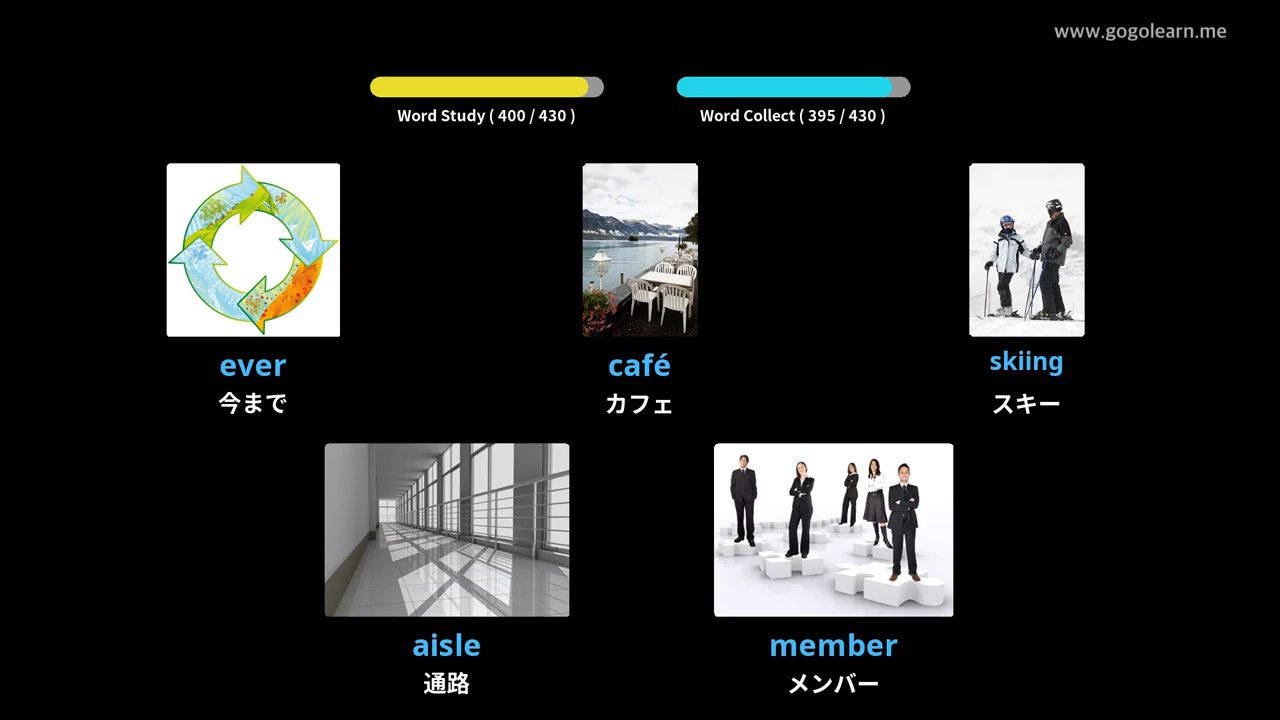 www.gogolearn.me
Word Study ( 400 / 430 )
Word Collect ( 395 / 430 )
ever
今まで
café
カフェ
skiing
スキー
aisle
通路
member
メンバー